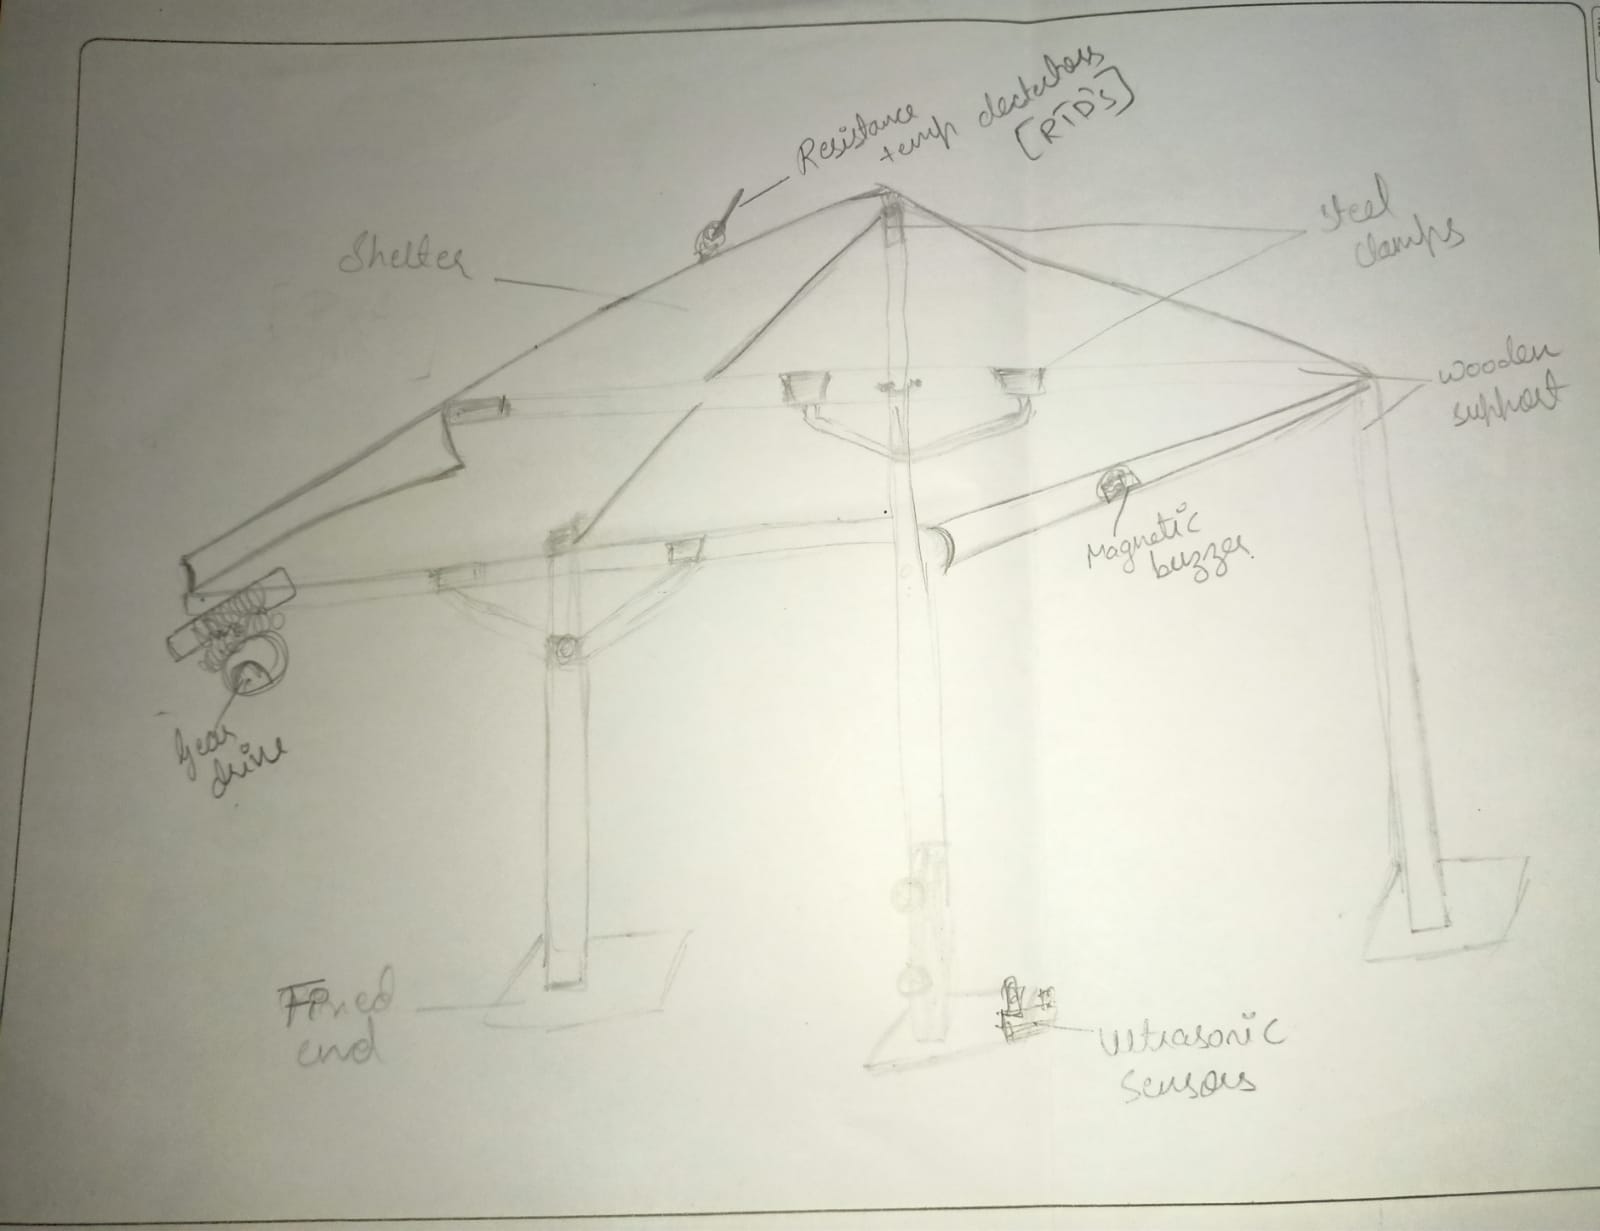 Resistance
temp dectectors
[RTD's]
Shelter
Steel
clamps
wooden
support
Magnetic
buzzer
Gear
drive
Fixed
end
Ultrasonic
Sensors